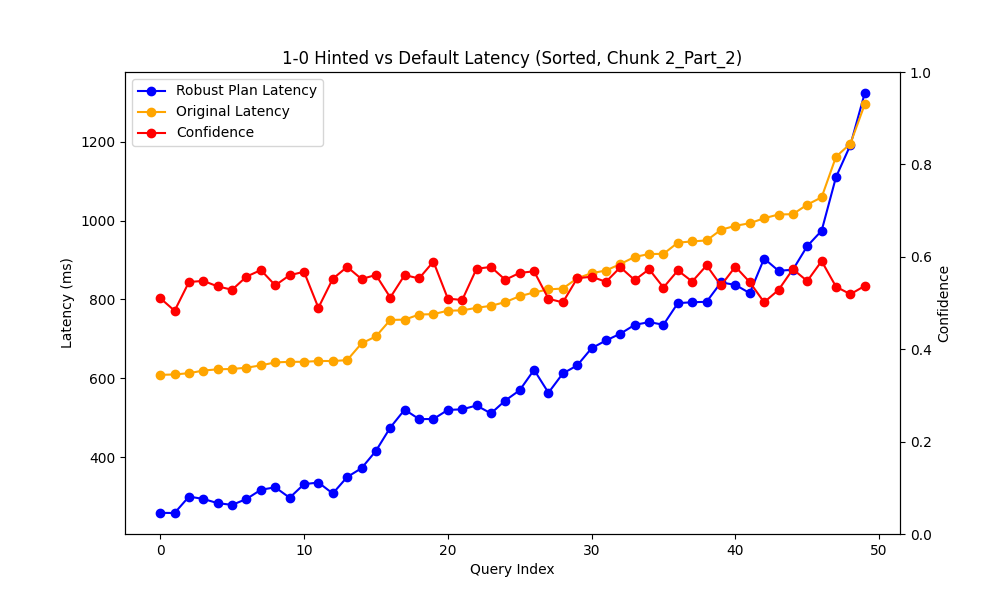 1-0 Hinted vs Default Latency (Sorted, Chunk 2_Part_2)
Robust Plan Latency
Original Latency
Confidence
Latency (ms)
1200
1000
800
600
400
1.0
0.8
0.6
0.4
0.2
0.0
Confidence
0 10 20 30 40 50
Query Index